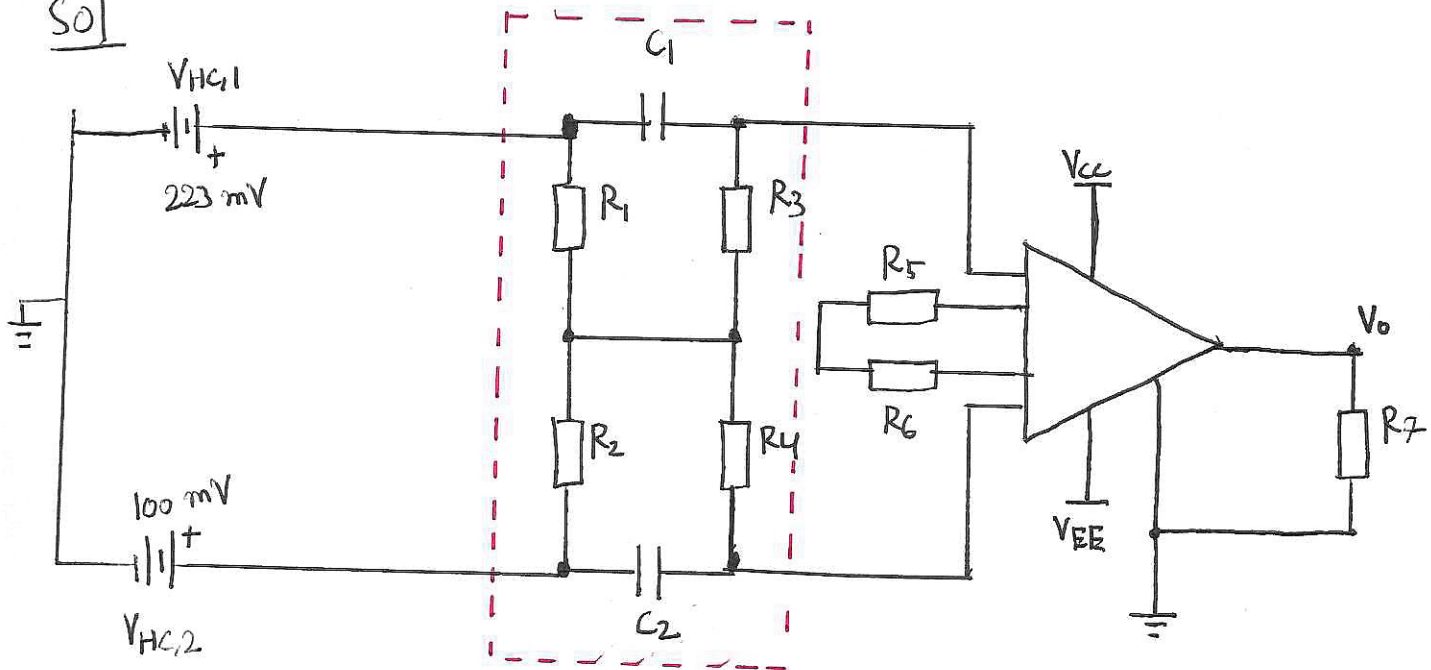 Sol
C1
VHC,1
+
223 mV
R1
R3
Vcc
R5
V0
R6
R7
R2
R4
100 mV
+
VEE
VHC,2
C2